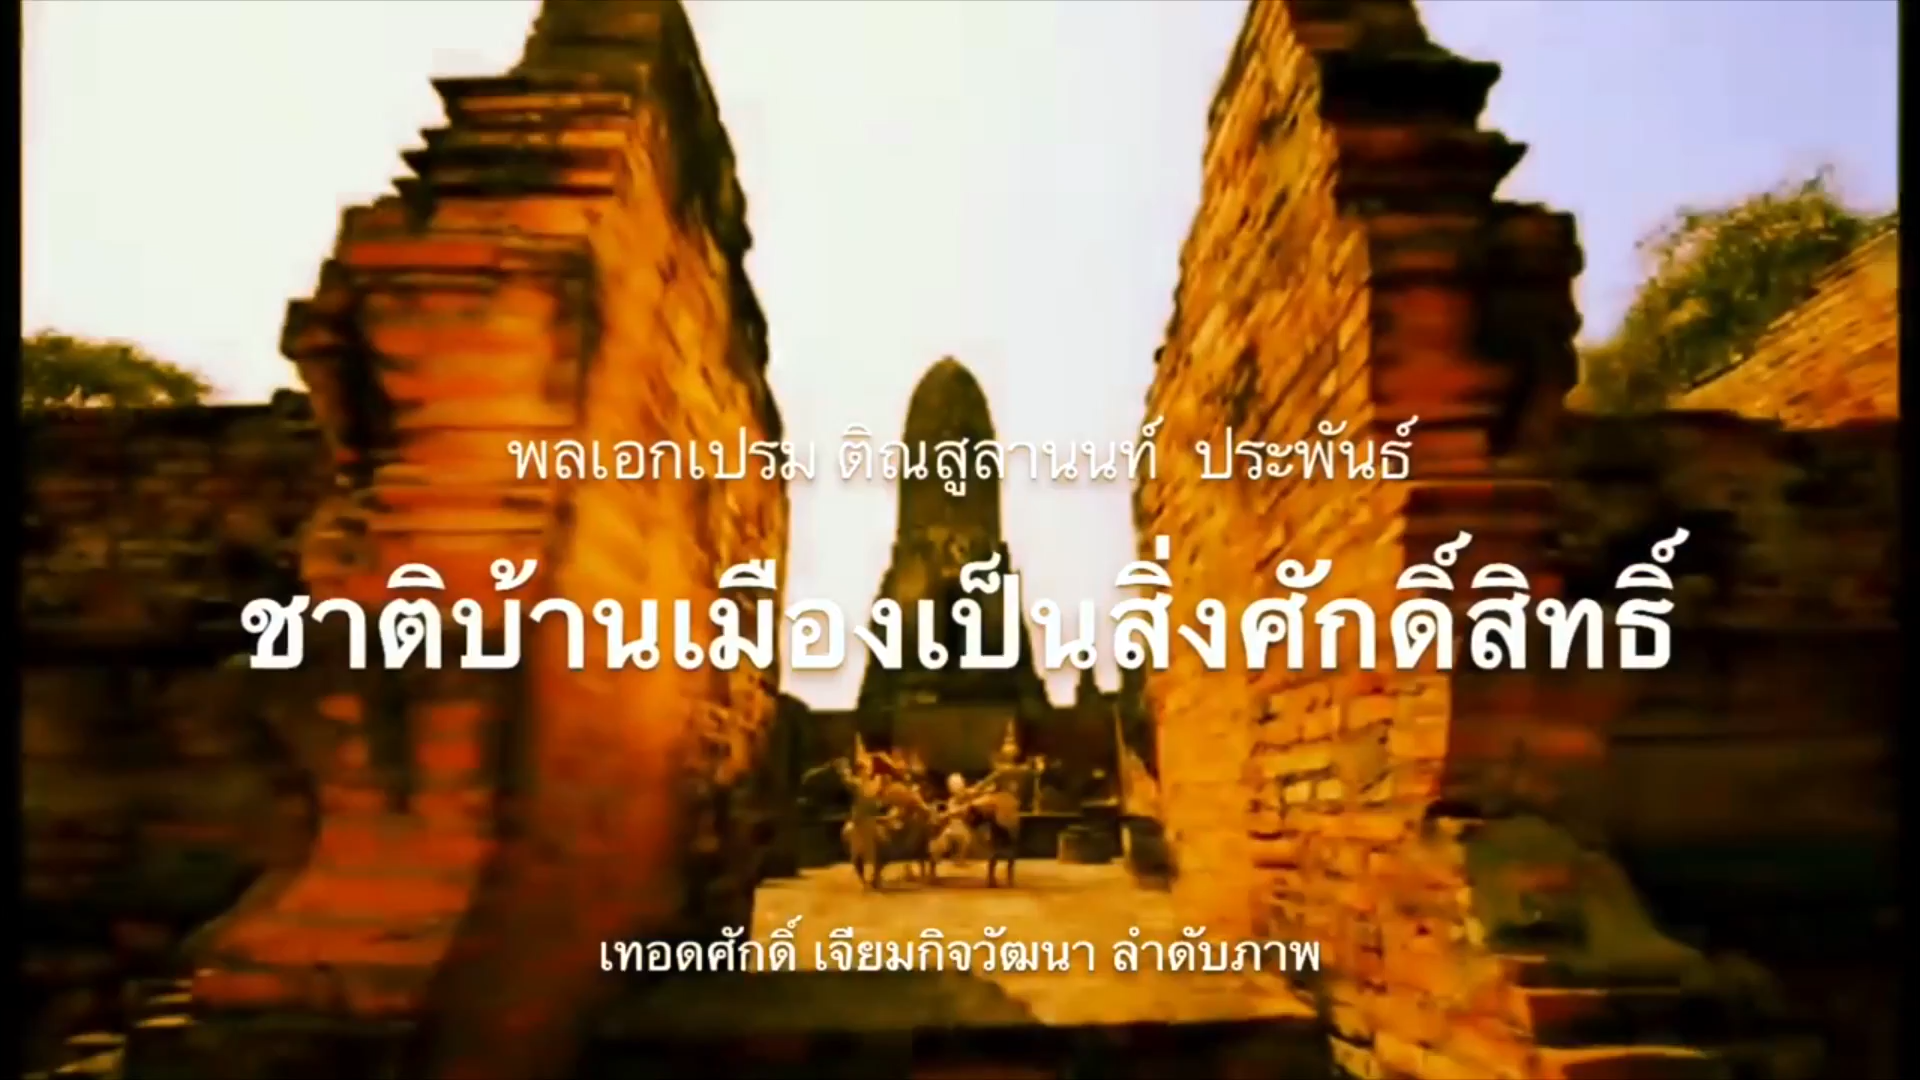 พลเอกเปรม ติณสูลานนท์ ประพันธ์
ชาติบ้านเมืองเป็นสิ่งศักดิ์สิทธิ์
เทอดศักดิ์ เจียมกิจวัฒนา ลำดับภาพ